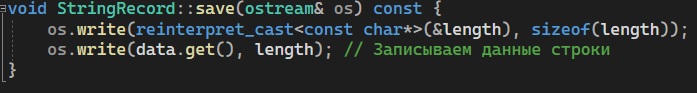 void StringRecord::save(ostream& os) const {
    os.write(reinterpret_cast<const char*>(&length), sizeof(length));
    os.write(data.get(), length); // Записываем данные строки
}